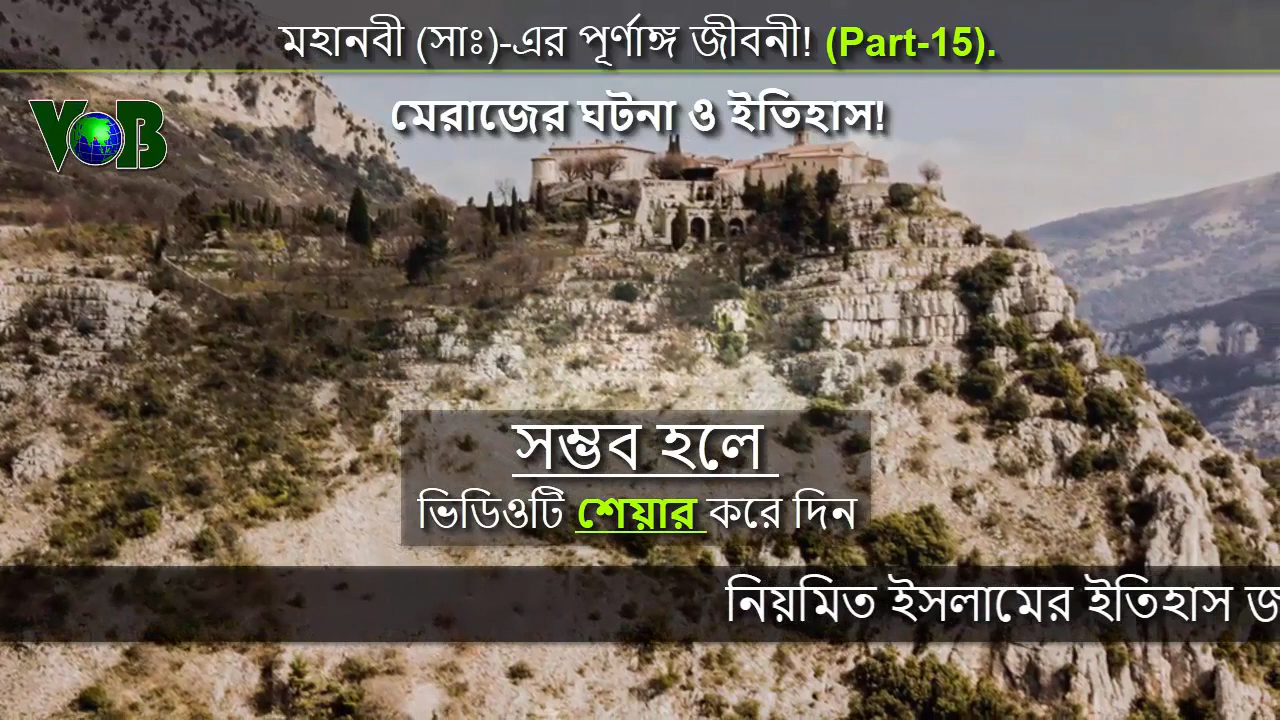 মহানবী (সাঃ)-এর পূর্ণাঙ্গ জীবনী! (Part-15).
মেরাজের ঘটনা ও ইতিহাস!
VOB
সম্ভব হলে
ভিডিওটি শেয়ার করে দিন
নিয়মিত ইসলামের ইতিহাস